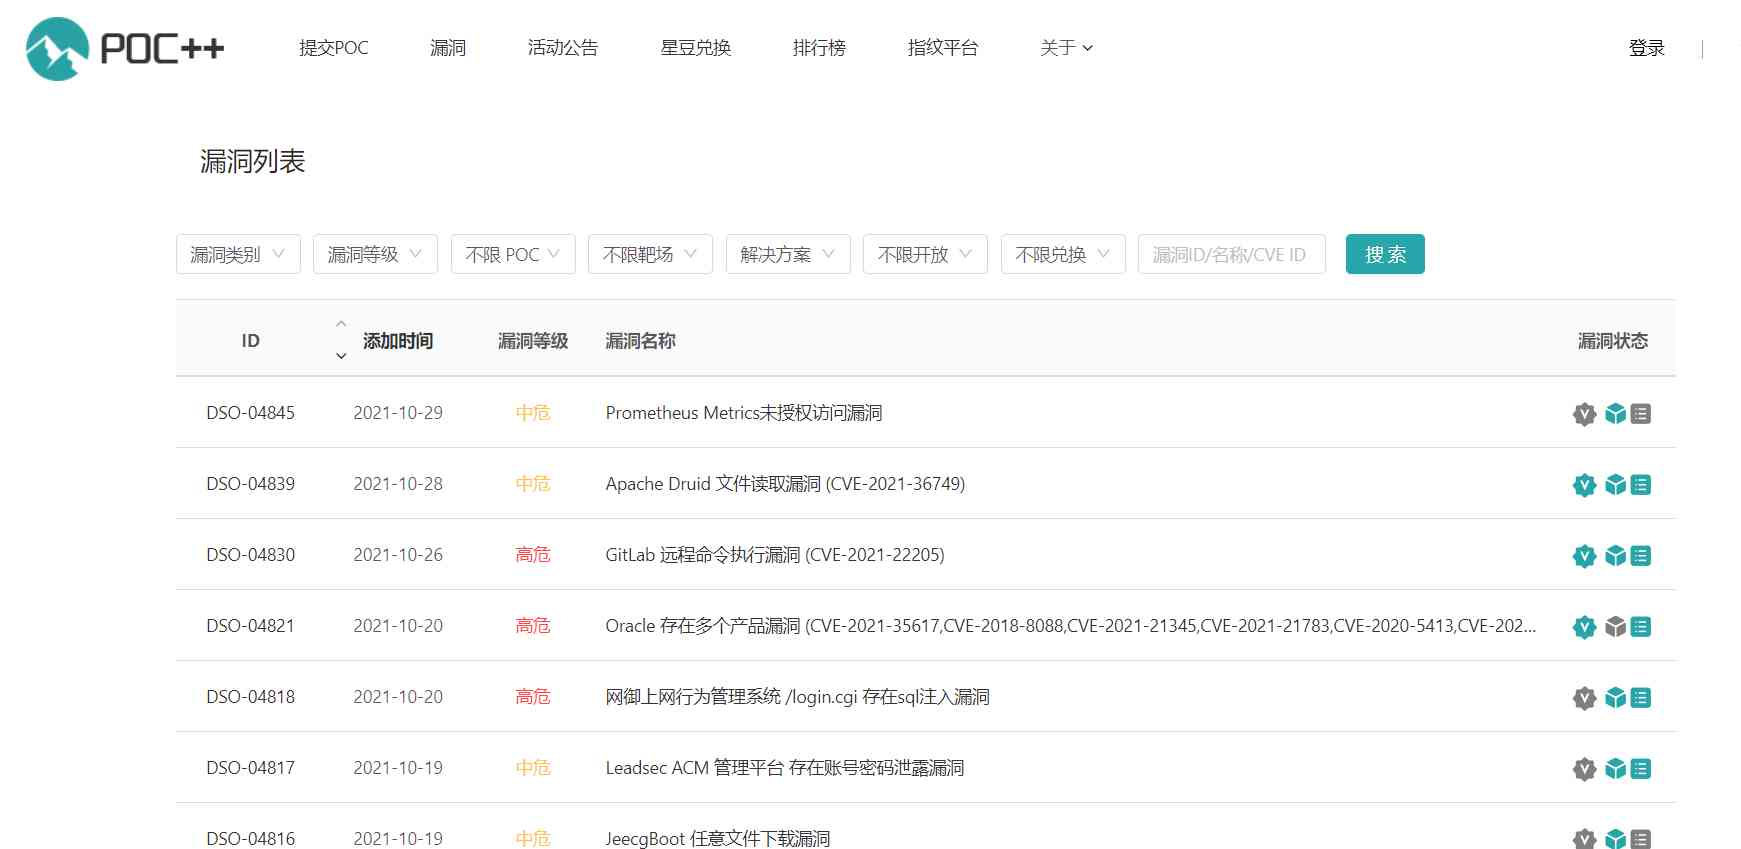 POC++ 提交POC 漏洞 活动公告 星豆兑换 排行榜 指纹平台 关于 登录
漏洞列表
漏洞类别 漏洞等级 不限 POC 不限靶场 解决方案 不限开放 不限兑换 漏洞ID/名称/CVE ID 搜 索
ID 添加时间 漏洞等级 漏洞名称 漏洞状态
DSO-04845 2021-10-29 中危 Prometheus Metrics未授权访问漏洞
DSO-04839 2021-10-28 中危 Apache Druid 文件读取漏洞 (CVE-2021-36749)
DSO-04830 2021-10-26 高危 GitLab 远程命令执行漏洞 (CVE-2021-22205)
DSO-04821 2021-10-20 高危 Oracle 存在多个产品漏洞 (CVE-2021-35617,CVE-2018-8088,CVE-2021-21345,CVE-2021-21783,CVE-2020-5413,CVE-202...
DSO-04818 2021-10-20 高危 网御上网行为管理系统 /login.cgi 存在sql注入漏洞
DSO-04817 2021-10-19 中危 Leadsec ACM 管理平台 存在账号密码泄露漏洞
DSO-04816 2021-10-19 中危 JeecgBoot 任意文件下载漏洞